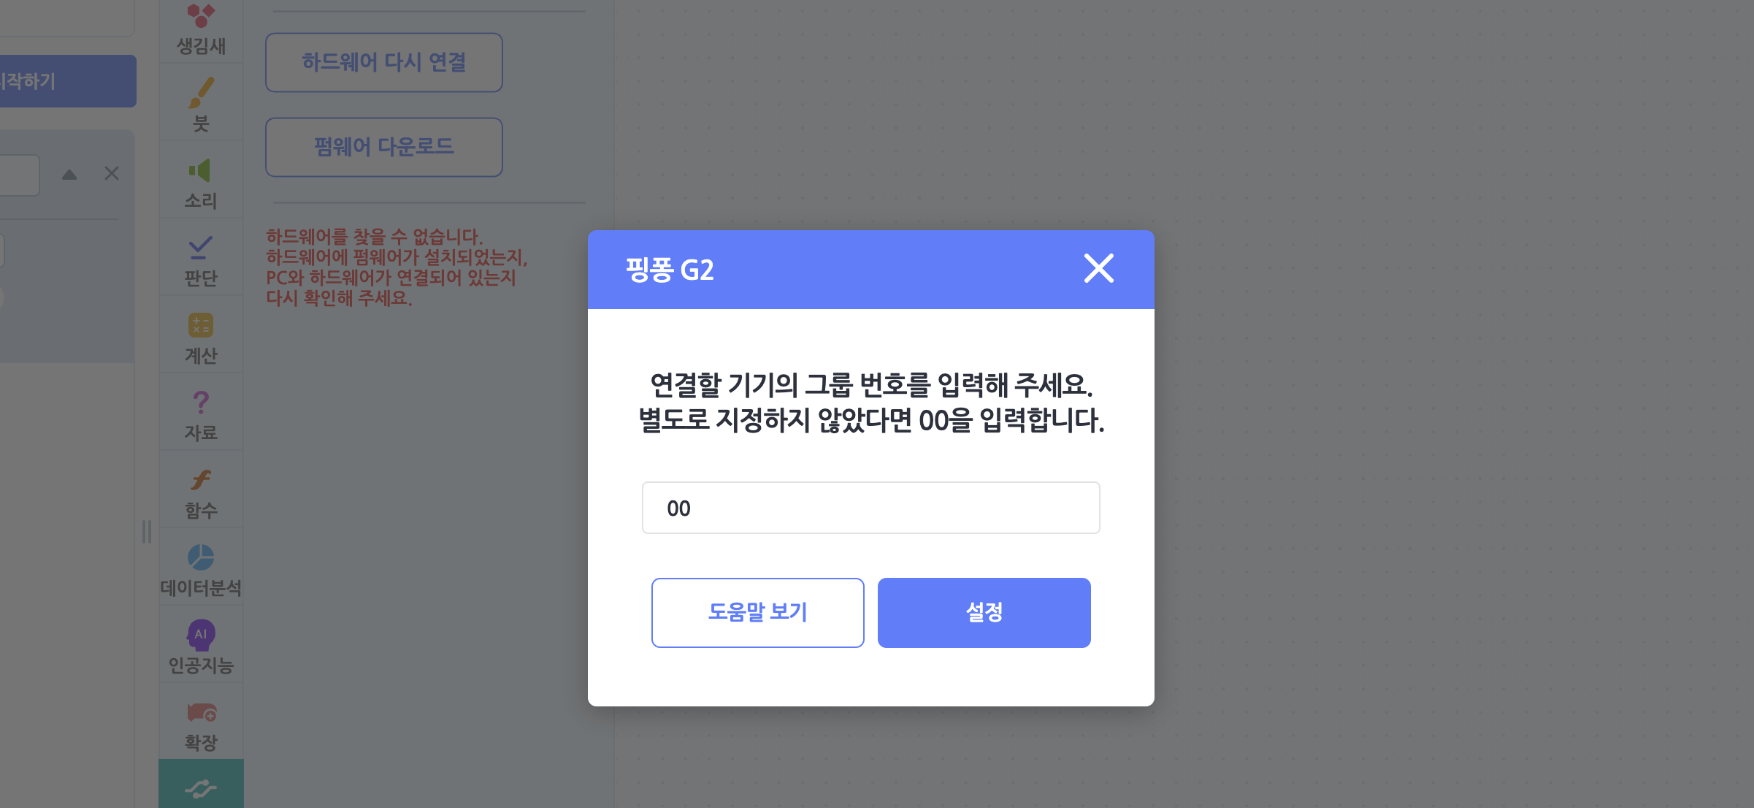 생김새
시작하기
붓
소리
판단
계산
자료
함수
데이터분석
AI
인공지능
확장
하드웨어 다시 연결
펌웨어 다운로드
하드웨어를 찾을 수 없습니다.
하드웨어에 펌웨어가 설치되었는지,
PC와 하드웨어가 연결되어 있는지
다시 확인해 주세요.
핑퐁 G2
연결할 기기의 그룹 번호를 입력해 주세요.
별도로 지정하지 않았다면 00을 입력합니다.
00
도움말 보기
설정